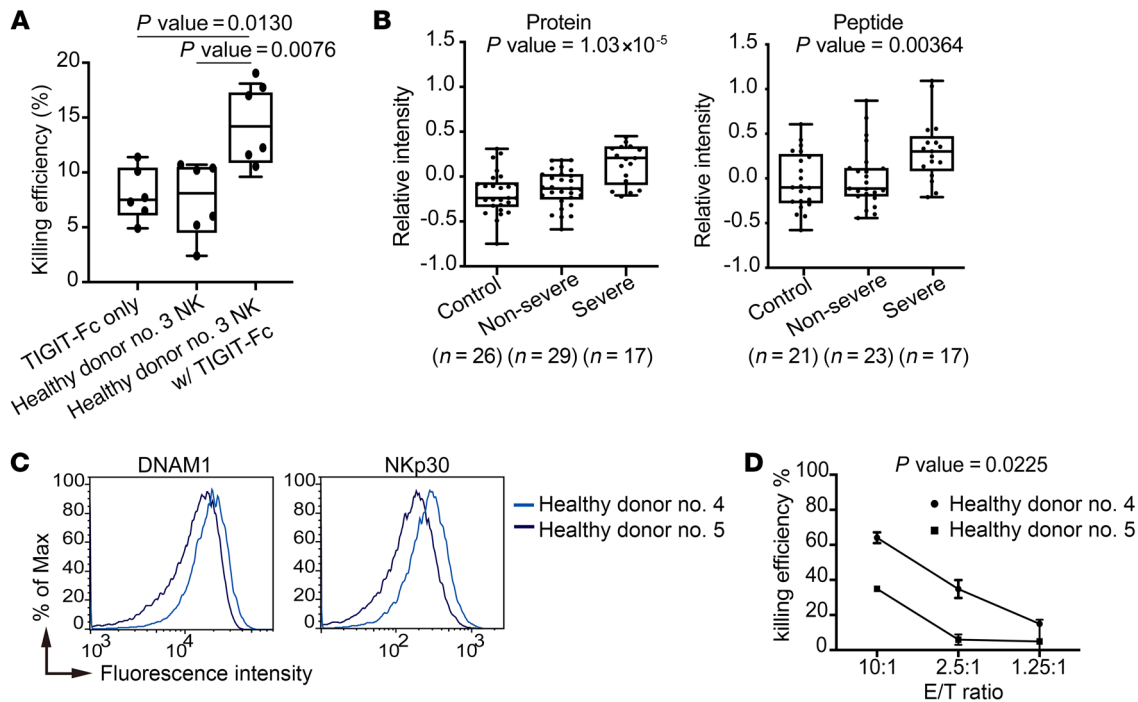 A
P value = 0.0130
P value = 0.0076
20
15
10
5
0
Killing efficiency (%)
TIGIT-Fc only
Healthy donor no. 3 NK
Healthy donor no. 3 NK
w/ TIGIT-Fc
B
Protein
P value = 1.03×10-5
1.5
1.0
0.5
0.0
-0.5
-1.0
Relative intensity
Control
Non-severe
Severe
(n = 26) (n = 29) (n = 17)
Peptide
P value = 0.00364
1.5
1.0
0.5
0.0
-0.5
-1.0
Relative intensity
Control
Non-severe
Severe
(n = 21) (n = 23) (n = 17)
C
DNAM1
100
80
60
40
20
0
% of Max
103 104
Fluorescence intensity
NKp30
100
80
60
40
20
0
102 103
Healthy donor no. 4
Healthy donor no. 5
D
P value = 0.0225
100
80
60
40
20
0
killing efficiency %
Healthy donor no. 4
Healthy donor no. 5
10:1 2.5:1 1.25:1
E/T ratio